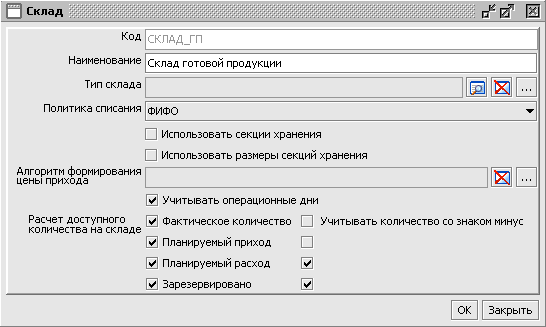 Склад
Код СКЛАД_ГП
Наименование Склад готовой продукции
Тип склада ...
Политика списания ФИФО
Использовать секции хранения
Использовать размеры секций хранения
Алгоритм формирования
цены прихода ...
Учитывать операционные дни
Расчет доступного
количества на складе
Фактическое количество Учитывать количество со знаком минус
Планируемый приход
Планируемый расход
Зарезервировано
OK Закрыть